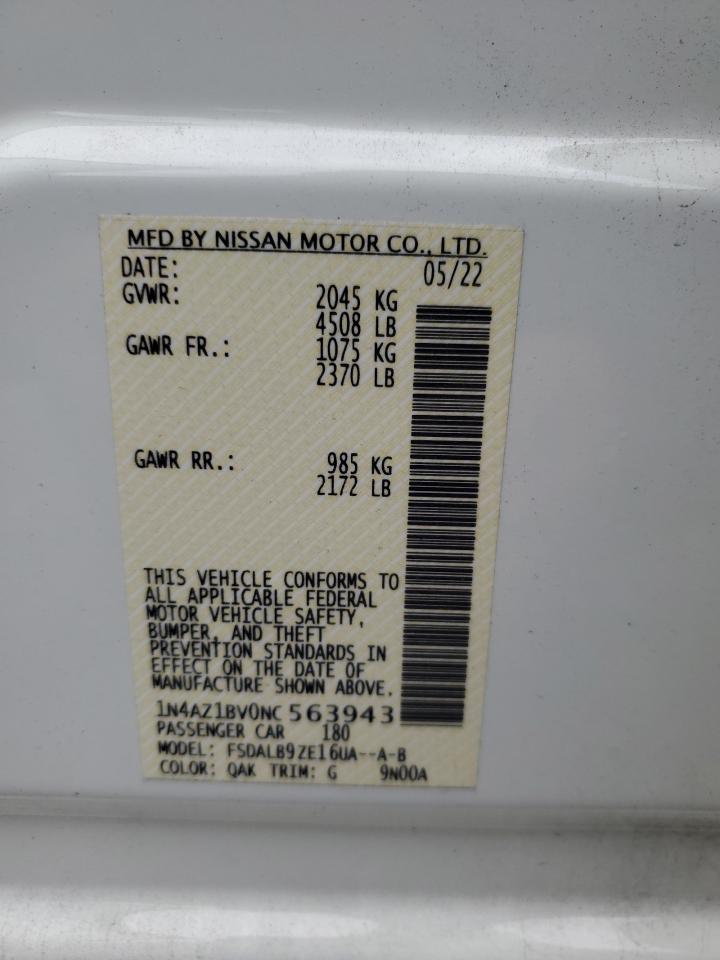 MFD BY NISSAN MOTOR CO., LTD.
DATE: 05/22
GVWR: 2045 KG
4508 LB
GAWR FR.: 1075 KG
2370 LB
GAWR RR.: 985 KG
2172 LB
THIS VEHICLE CONFORMS TO
ALL APPLICABLE FEDERAL
MOTOR VEHICLE SAFETY,
BUMPER, AND THEFT
PREVENTION STANDARDS IN
EFFECT ON THE DATE OF
MANUFACTURE SHOWN ABOVE.
1N4AZ1BV0NC 563943
PASSENGER CAR 180
MODEL: FSDALB9ZE16UA--A-B
COLOR: QAK TRIM: G 9N00A